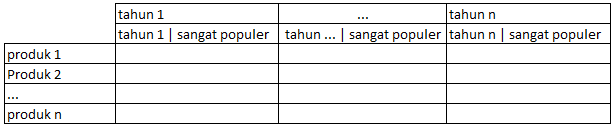 tahun 1 ... tahun n
tahun 1 | sangat populer tahun ... | sangat populer tahun n | sangat populer
produk 1
Produk 2
...
produk n